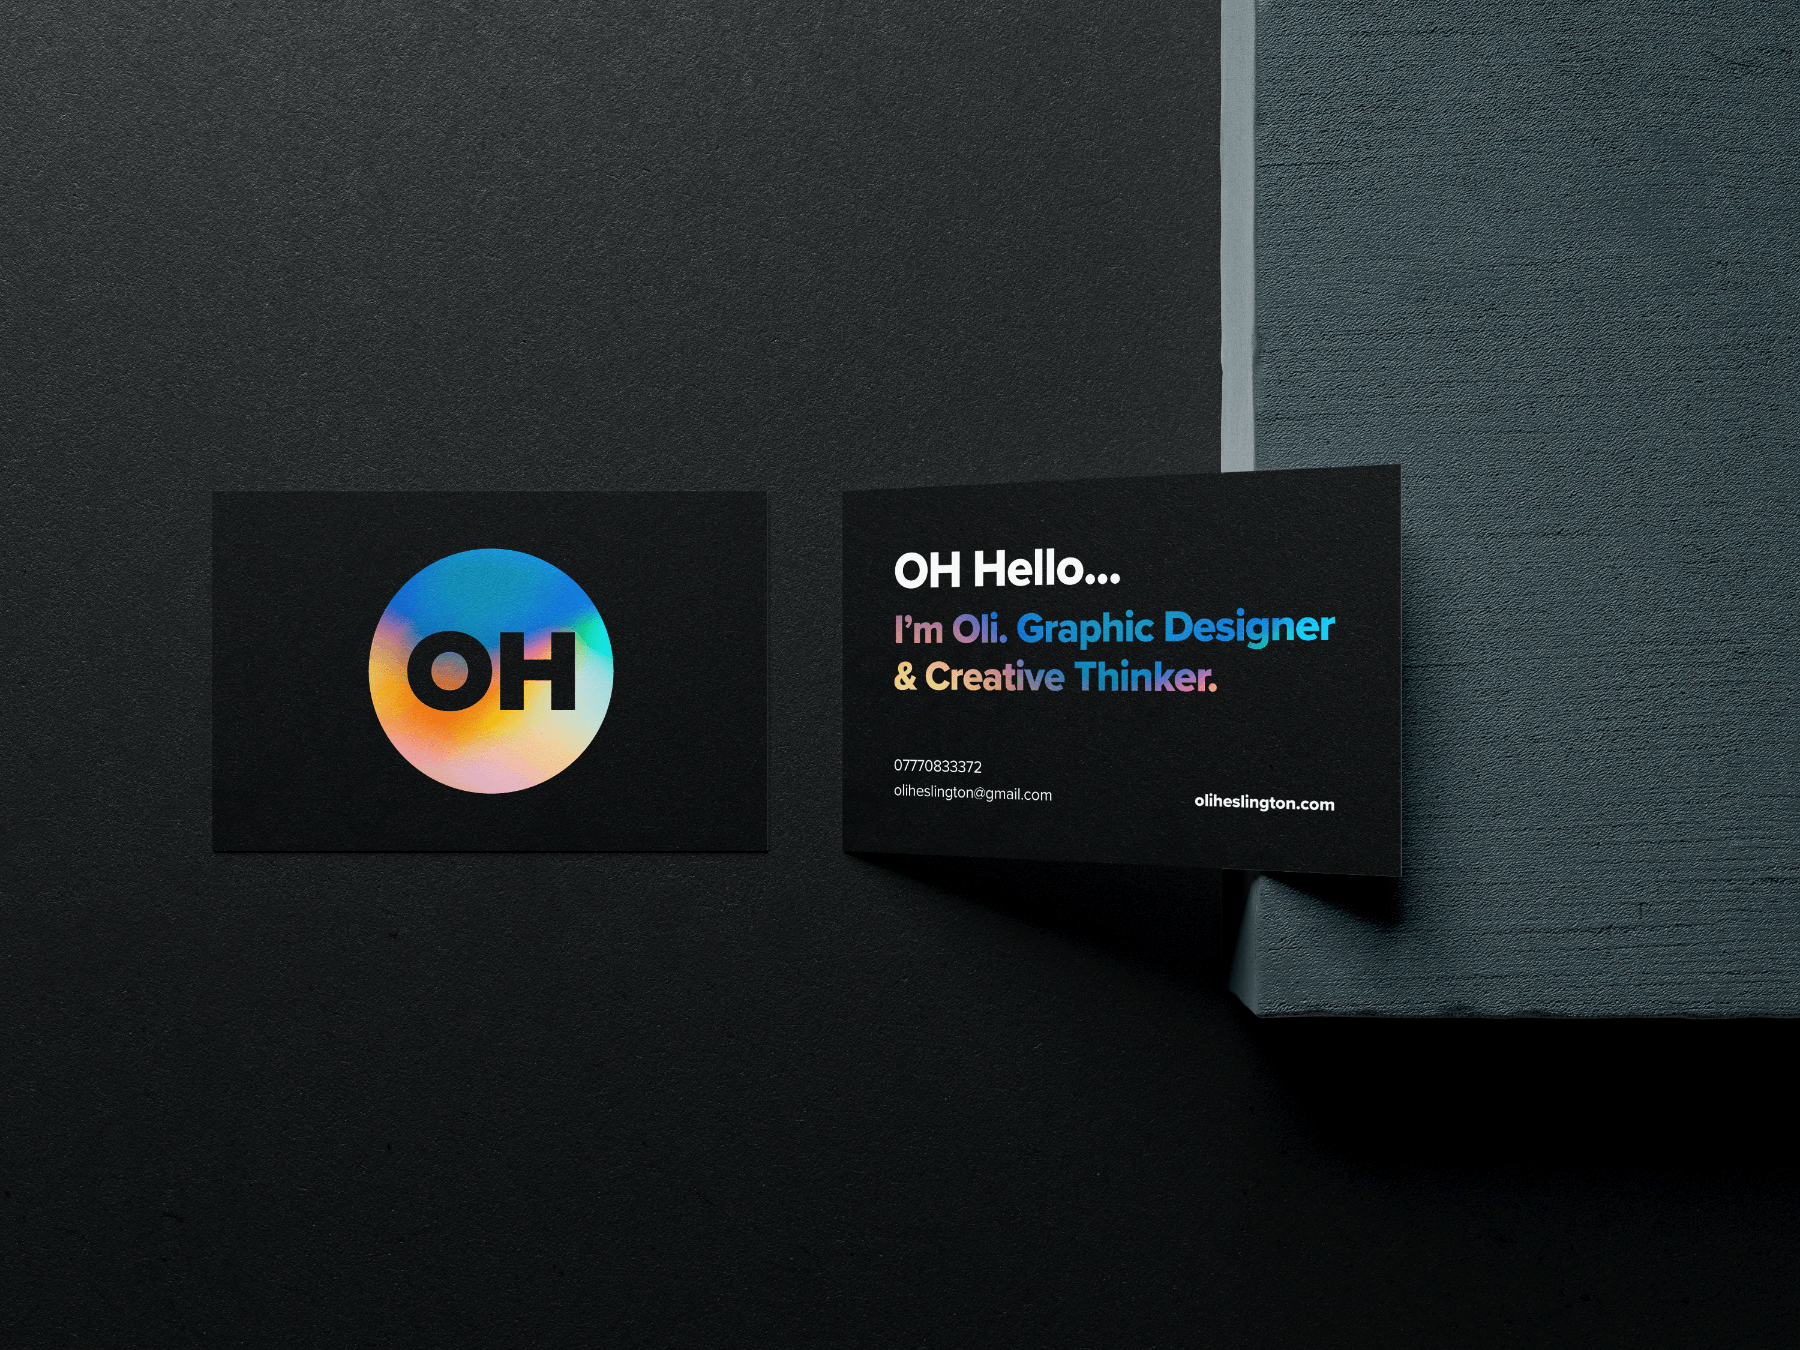 OH
OH Hello...
I'm Oli. Graphic Designer
& Creative Thinker.
07770833372
oliheslington@gmail.com
oliheslington.com